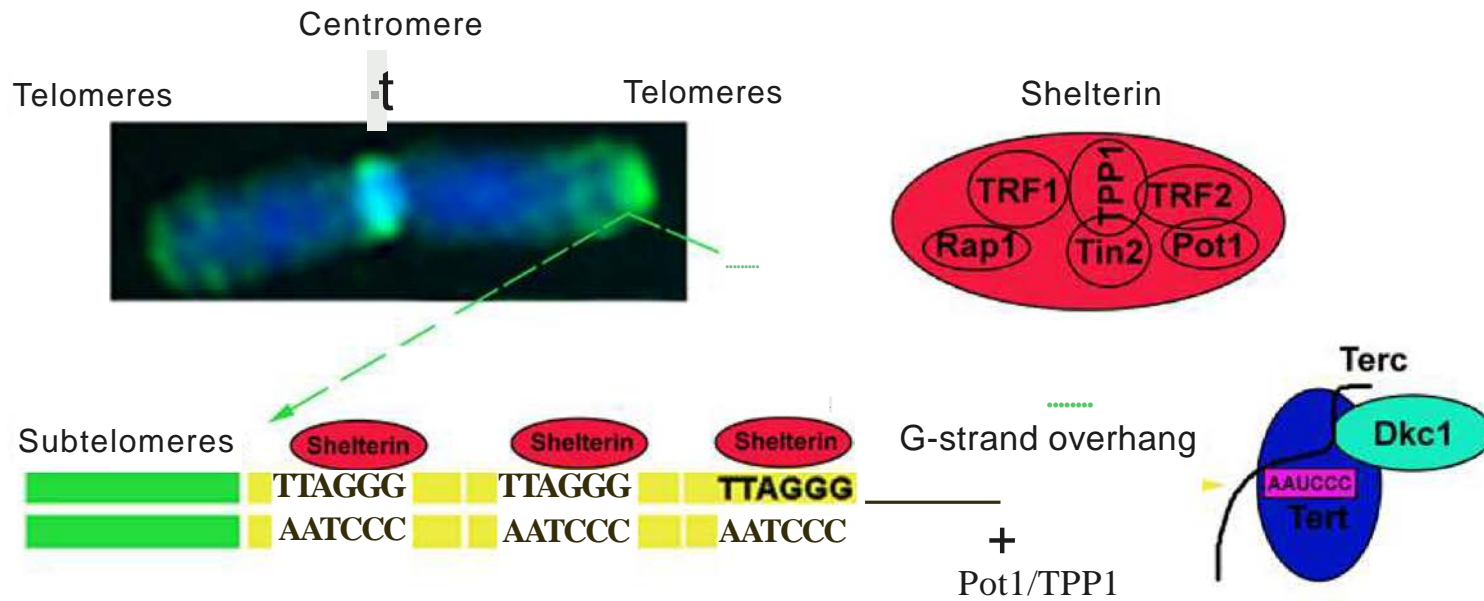 Centromere
t
Telomeres
Telomeres
Shelterin
TRF1
TPP1
TRF2
Rap1
Tin2
Pot1
Terc
Subtelomeres
Shelterin
Shelterin
Shelterin
G-strand overhang
Dkc1
TTAGGG
TTAGGG
TTAGGG
AAUCCC
Tert
AATCCC
AATCCC
AATCCC
+
Pot1/TPP1